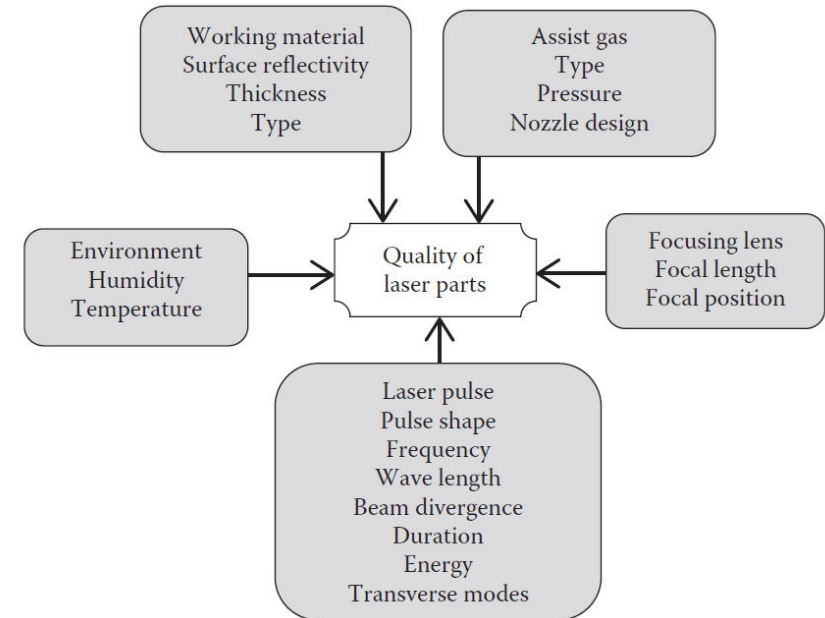 Working material
Surface reflectivity
Thickness
Type
Assist gas
Type
Pressure
Nozzle design
Environment
Humidity
Temperature
Quality of
laser parts
Focusing lens
Focal length
Focal position
Laser pulse
Pulse shape
Frequency
Wave length
Beam divergence
Duration
Energy
Transverse modes